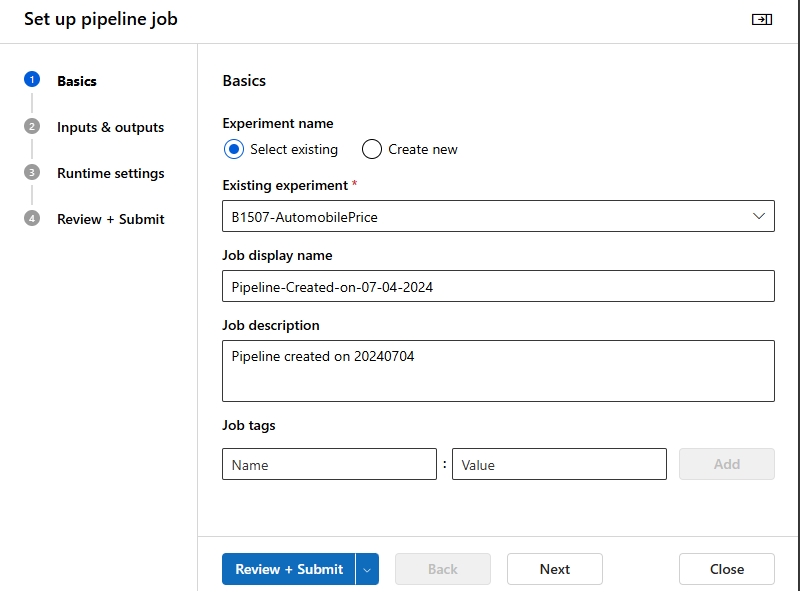 Set up pipeline job
1 Basics
2 Inputs & outputs
3 Runtime settings
4 Review + Submit
Basics
Experiment name
Select existing Create new
Existing experiment *
B1507-AutomobilePrice
Job display name
Pipeline-Created-on-07-04-2024
Job description
Pipeline created on 20240704
Job tags
Name : Value Add
Review + Submit Back Next Close